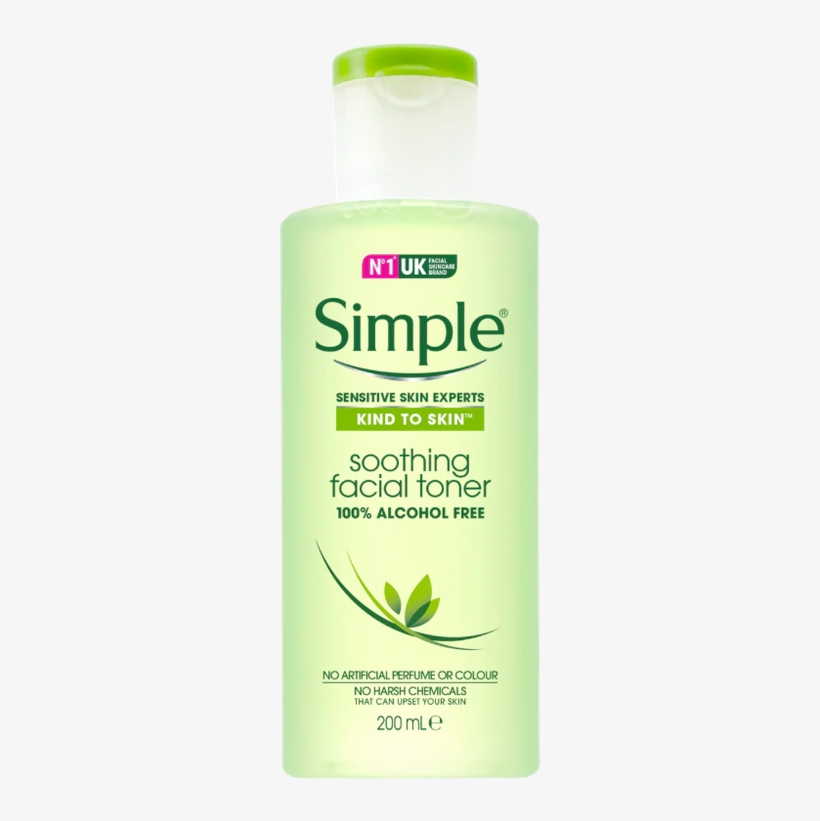 Nº1* UK FACIAL
SKINCARE
BRAND
Simple®
SENSITIVE SKIN EXPERTS
KIND TO SKIN™
soothing
facial toner
100% ALCOHOL FREE
NO ARTIFICIAL PERFUME OR COLOUR
NO HARSH CHEMICALS
THAT CAN UPSET YOUR SKIN
200 mL℮